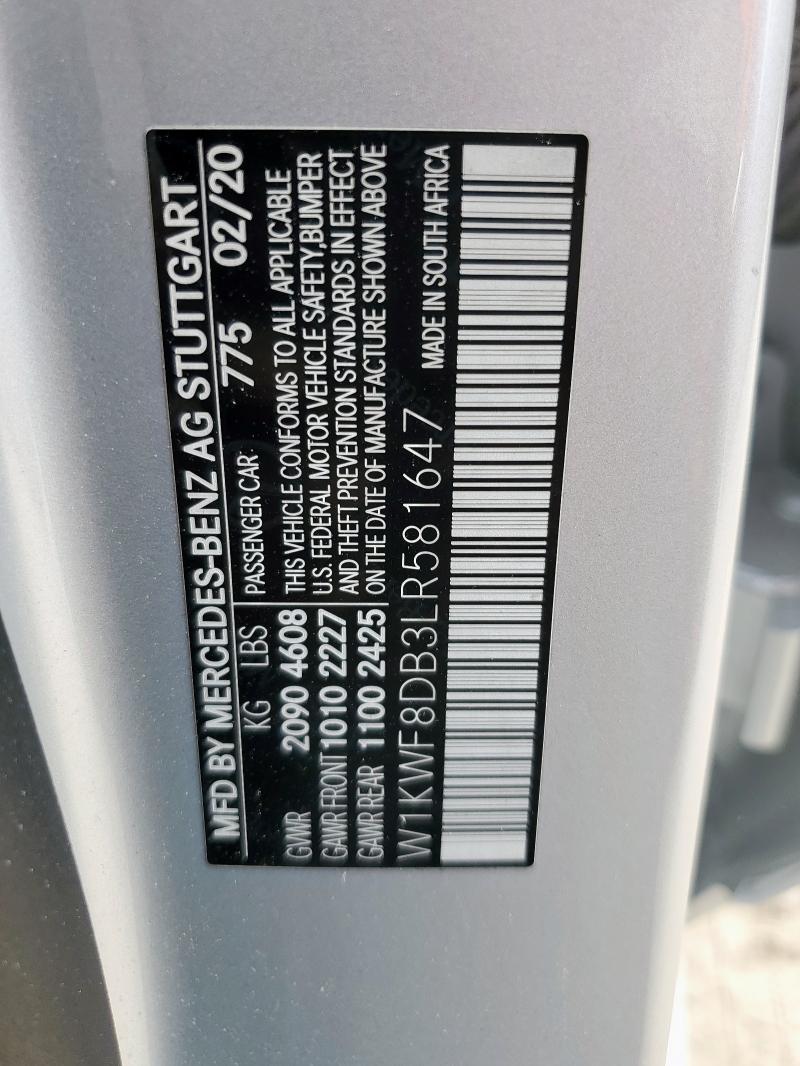 MFD BY MERCEDES-BENZ AG STUTTGART
KG LBS
775 02/20
GVWR 2090 4608
GAWR FRONT 1010 2227
GAWR REAR 1100 2425
PASSENGER CAR:
THIS VEHICLE CONFORMS TO ALL APPLICABLE
U.S. FEDERAL MOTOR VEHICLE SAFETY,BUMPER
AND THEFT PREVENTION STANDARDS IN EFFECT
ON THE DATE OF MANUFACTURE SHOWN ABOVE
W1KWF8DB3LR581647
MADE IN SOUTH AFRICA